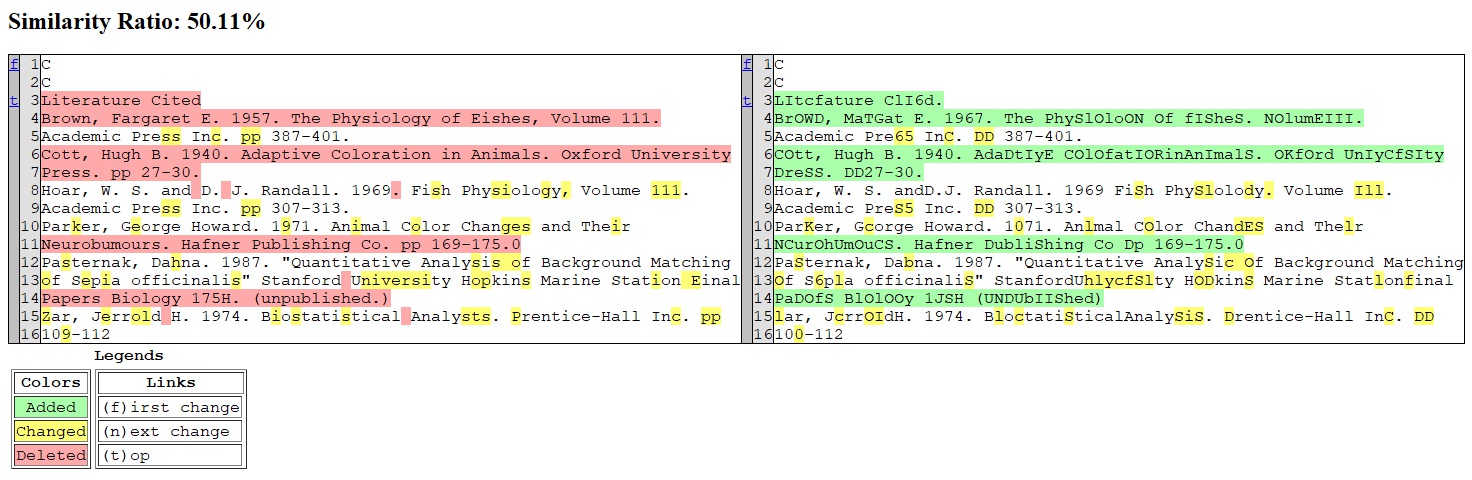 Similarity Ratio: 50.11%
f 1 C
2 C
t 3 Literature Cited
4 Brown, Fargaret E. 1957. The Physiology of Eishes, Volume 111.
5 Academic Press Inc. pp 387-401.
6 Cott, Hugh B. 1940. Adaptive Coloration in Animals. Oxford University
7 Press. pp 27-30.
8 Hoar, W. S. and D. J. Randall. 1969. Fish Physiology, Volume 111.
9 Academic Press Inc. pp 307-313.
10 Parker, George Howard. 1971. Animal Color Changes and Their
11 Neurobumours. Hafner Publishing Co. pp 169-175.0
12 Pasternak, Dahna. 1987. "Quantitative Analysis of Background Matching
13 of Sepia officinalis" Stanford University Hopkins Marine Station Einal
14 Papers Biology 175H. (unpublished.)
15 Zar, Jerrold H. 1974. Biostatistical Analysts. Prentice-Hall Inc. pp
16 109-112
f 1 C
2 C
t 3 LItcfature ClI6d.
4 BrOWD, MaTGat E. 1967. The PhySlOloON Of fISheS. NOlumEIII.
5 Academic Pre65 InC. DD 387-401.
6 COtt, Hugh B. 1940. AdaDtIyE COlOfatIORinAnImalS. OKfOrd UnIyCfSIty
7 DreSS. DD27-30.
8 Hoar, W. S. andD.J. Randall. 1969 FiSh PhySlolody. Volume Ill.
9 Academic PreS5 Inc. DD 307-313.
10 ParKer, Gcorge Howard. 1071. Anlmal COlor ChandES and Thelr
11 NCurOhUmOuCS. Hafner DubliShing Co Dp 169-175.0
12 PaSternak, Dabna. 1987. "Quantitative AnalySic Of Background Matching
13 Of S6pla officinaliS" StanfordUhlycfSlty HODkinS Marine Statlonfinal
14 PaDOfS BlOlOOy 1JSH (UNDUbIIShed)
15 lar, JcrrOIdH. 1974. BloctatiSticalAnalySiS. Drentice-Hall InC. DD
16 100-112
Legends
Colors
Added
Changed
Deleted
Links
(f)irst change
(n)ext change
(t)op